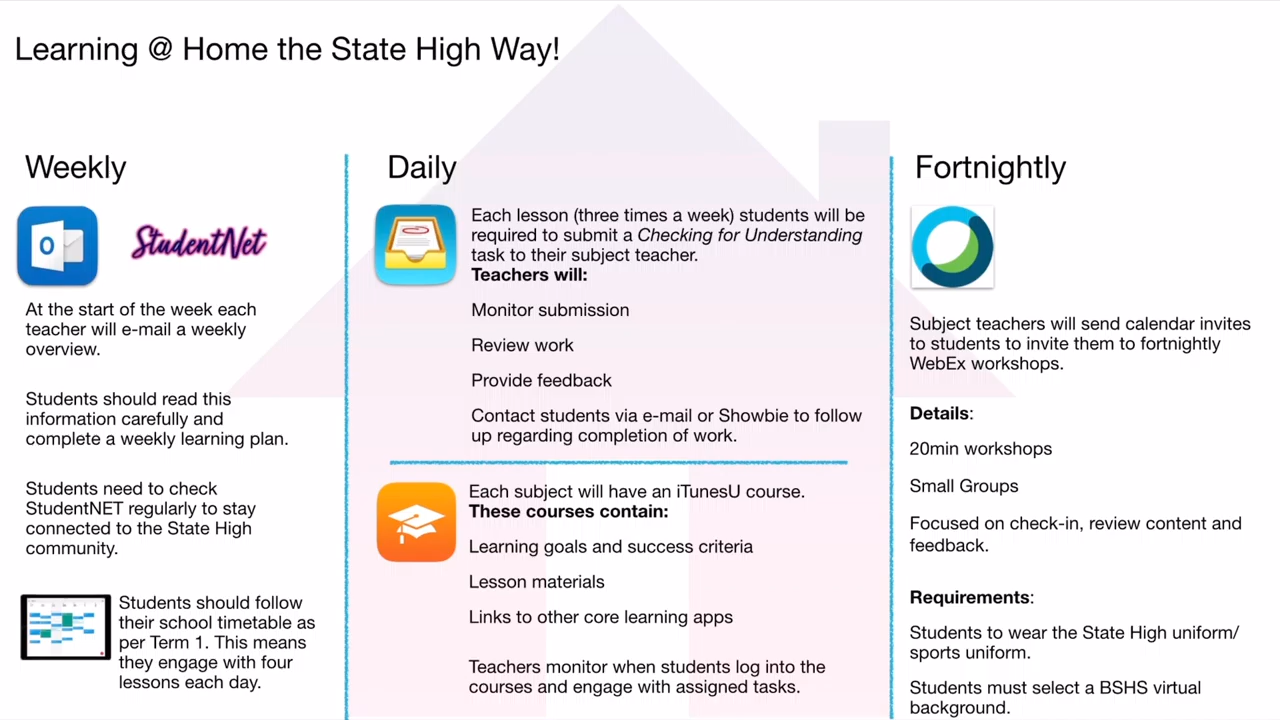 Learning @ Home the State High Way!
Weekly
StudentNet
At the start of the week each
teacher will e-mail a weekly
overview.
Students should read this
information carefully and
complete a weekly learning plan.
Students need to check
StudentNET regularly to stay
connected to the State High
community.
Students should follow
their school timetable as
per Term 1. This means
they engage with four
lessons each day.
Daily
Each lesson (three times a week) students will be
required to submit a Checking for Understanding
task to their subject teacher.
Teachers will:
Monitor submission
Review work
Provide feedback
Contact students via e-mail or Showbie to follow
up regarding completion of work.
Each subject will have an iTunesU course.
These courses contain:
Learning goals and success criteria
Lesson materials
Links to other core learning apps
Teachers monitor when students log into the
courses and engage with assigned tasks.
Fortnightly
Subject teachers will send calendar invites
to students to invite them to fortnightly
WebEx workshops.
Details:
20min workshops
Small Groups
Focused on check-in, review content and
feedback.
Requirements:
Students to wear the State High uniform/
sports uniform.
Students must select a BSHS virtual
background.